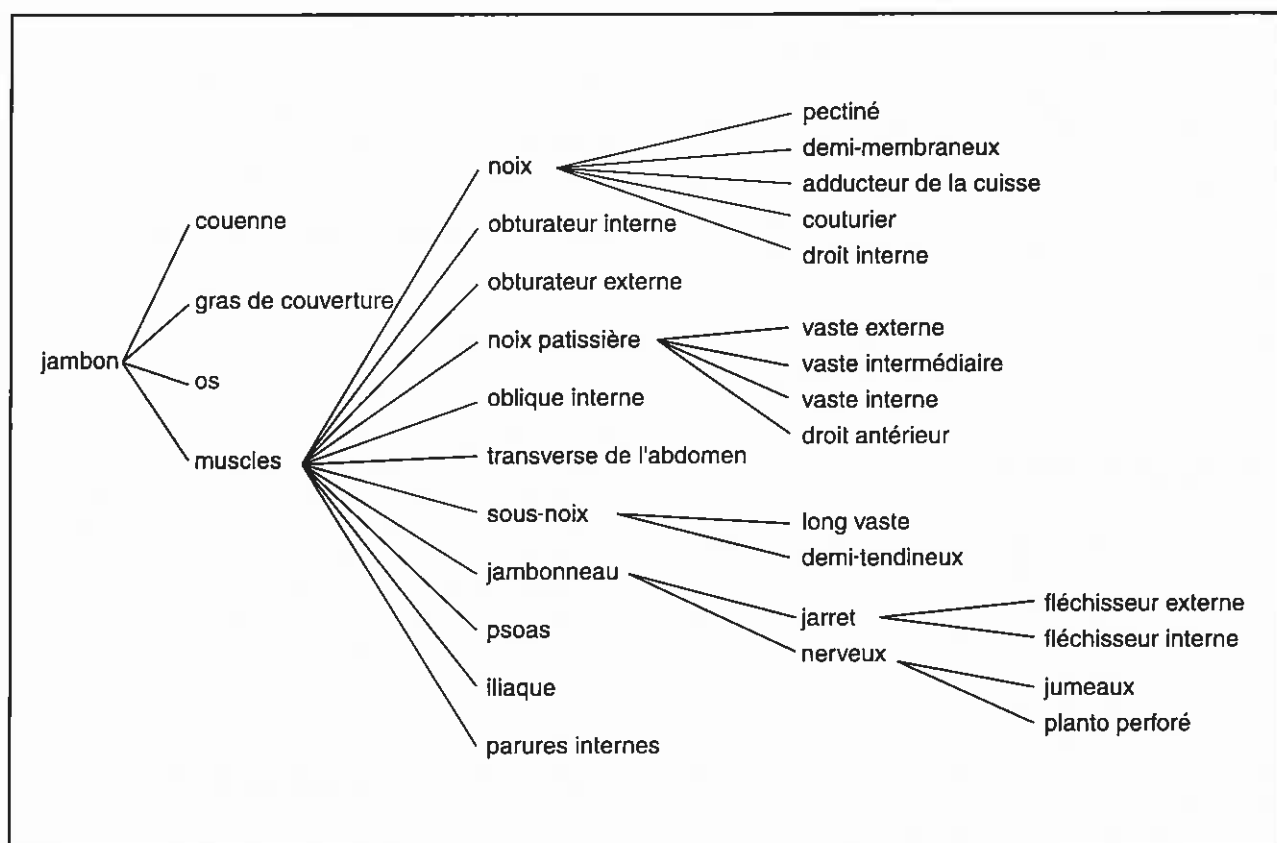 jambon
couenne
gras de couverture
os
muscles
noix
obturateur interne
obturateur externe
noix patissière
oblique interne
transverse de l'abdomen
sous-noix
jambonneau
psoas
iliaque
parures internes
pectiné
demi-membraneux
adducteur de la cuisse
couturier
droit interne
vaste externe
vaste intermédiaire
vaste interne
droit antérieur
long vaste
demi-tendineux
jarret
nerveux
fléchisseur externe
fléchisseur interne
jumeaux
planto perforé